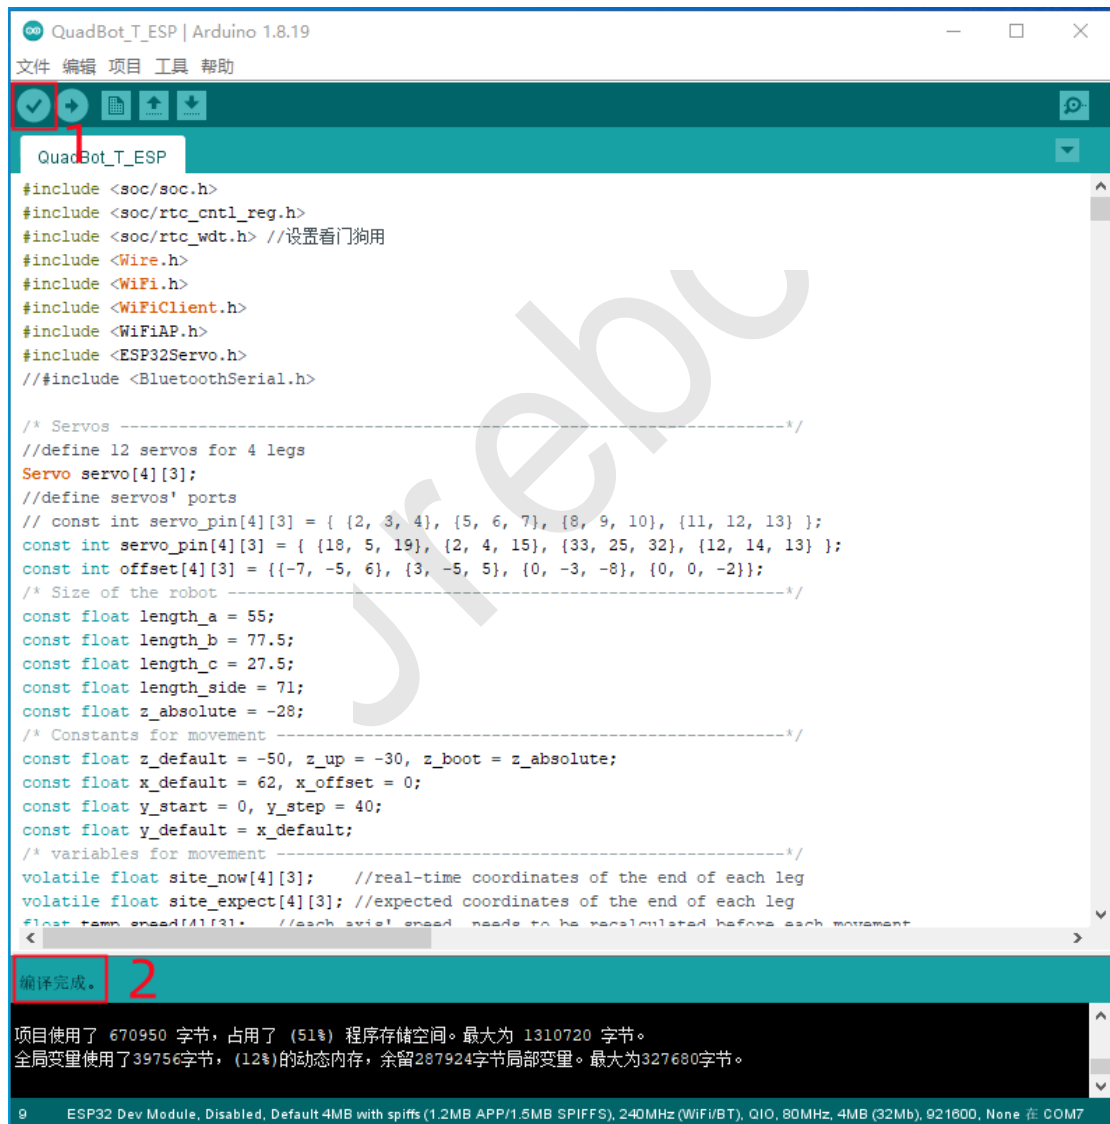 QuadBot_T_ESP | Arduino 1.8.19
文件 编辑 项目 工具 帮助
1
QuadBot_T_ESP
#include <soc/soc.h>
#include <soc/rtc_cntl_reg.h>
#include <soc/rtc_wdt.h> //设置看门狗用
#include <Wire.h>
#include <WiFi.h>
#include <WiFiClient.h>
#include <WiFiAP.h>
#include <ESP32Servo.h>
//#include <BluetoothSerial.h>
/* Servos --------------------------------------------------------------------*/
//define 12 servos for 4 legs
Servo servo[4][3];
//define servos' ports
// const int servo_pin[4][3] = { {2, 3, 4}, {5, 6, 7}, {8, 9, 10}, {11, 12, 13} };
const int servo_pin[4][3] = { {18, 5, 19}, {2, 4, 15}, {33, 25, 32}, {12, 14, 13} };
const int offset[4][3] = {{-7, -5, 6}, {3, -5, 5}, {0, -3, -8}, {0, 0, -2}};
/* Size of the robot ---------------------------------------------------------*/
const float length_a = 55;
const float length_b = 77.5;
const float length_c = 27.5;
const float length_side = 71;
const float z_absolute = -28;
/* Constants for movement ----------------------------------------------------*/
const float z_default = -50, z_up = -30, z_boot = z_absolute;
const float x_default = 62, x_offset = 0;
const float y_start = 0, y_step = 40;
const float y_default = x_default;
/* variables for movement ----------------------------------------------------*/
volatile float site_now[4][3];    //real-time coordinates of the end of each leg
volatile float site_expect[4][3]; //expected coordinates of the end of each leg
float temp_speed[4][3];   //each axis' speed, needs to be recalculated before each movement
编译完成。
2
项目使用了 670950 字节，占用了 (51%) 程序存储空间。最大为 1310720 字节。
全局变量使用了39756字节，(12%)的动态内存，余留287924字节局部变量。最大为327680字节。
9 ESP32 Dev Module, Disabled, Default 4MB with spiffs (1.2MB APP/1.5MB SPIFFS), 240MHz (WiFi/BT), QIO, 80MHz, 4MB (32Mb), 921600, None 在 COM7